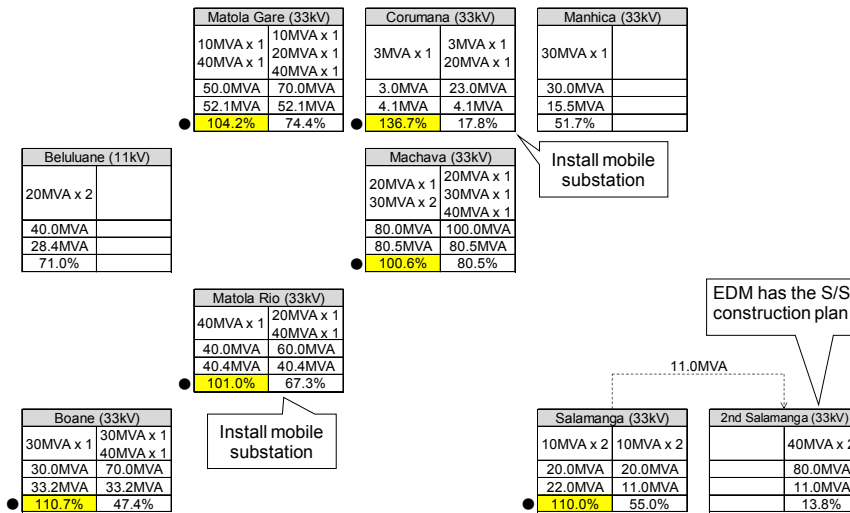 Matola Gare (33kV)
10MVA x 1
40MVA x 1
10MVA x 1
20MVA x 1
40MVA x 1
50.0MVA 70.0MVA
52.1MVA 52.1MVA
104.2% 74.4%
Corumana (33kV)
3MVA x 1
3MVA x 1
20MVA x 1
3.0MVA 23.0MVA
4.1MVA 4.1MVA
136.7% 17.8%
Manhica (33kV)
30MVA x 1
30.0MVA
15.5MVA
51.7%
Install mobile
substation
Beluluane (11kV)
20MVA x 2
40.0MVA
28.4MVA
71.0%
Machava (33kV)
20MVA x 1
30MVA x 2
20MVA x 1
30MVA x 1
40MVA x 1
80.0MVA 100.0MVA
80.5MVA 80.5MVA
100.6% 80.5%
Matola Rio (33kV)
40MVA x 1
20MVA x 1
40MVA x 1
40.0MVA 60.0MVA
40.4MVA 40.4MVA
101.0% 67.3%
Install mobile
substation
EDM has the S/S
construction plan
11.0MVA
Boane (33kV)
30MVA x 1
30MVA x 1
40MVA x 1
30.0MVA 70.0MVA
33.2MVA 33.2MVA
110.7% 47.4%
Salamanga (33kV)
10MVA x 2 10MVA x 2
20.0MVA 20.0MVA
22.0MVA 11.0MVA
110.0% 55.0%
2nd Salamanga (33kV)
40MVA x 2
80.0MVA
11.0MVA
13.8%